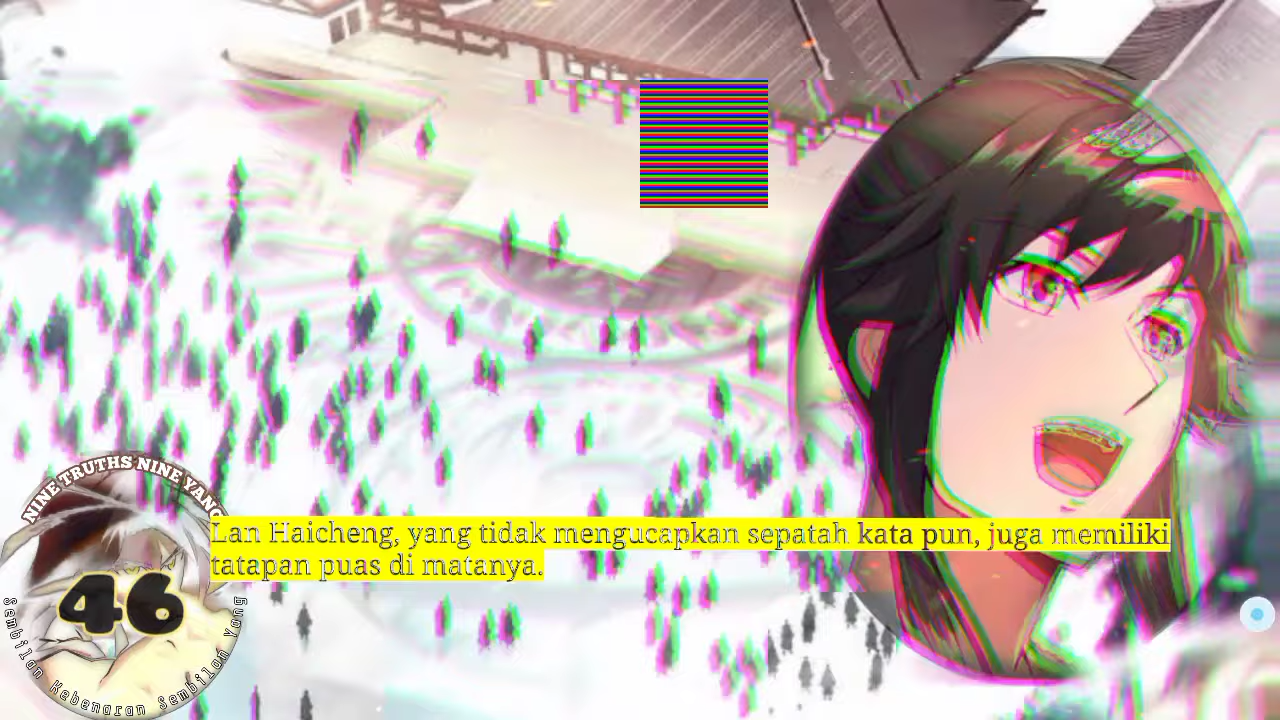 NINE TRUTHS NINE YANG
46
Sembilan Kebenaran Sembilan Yang
Lan Haicheng, yang tidak mengucapkan sepatah kata pun, juga memiliki
tatapan puas di matanya.